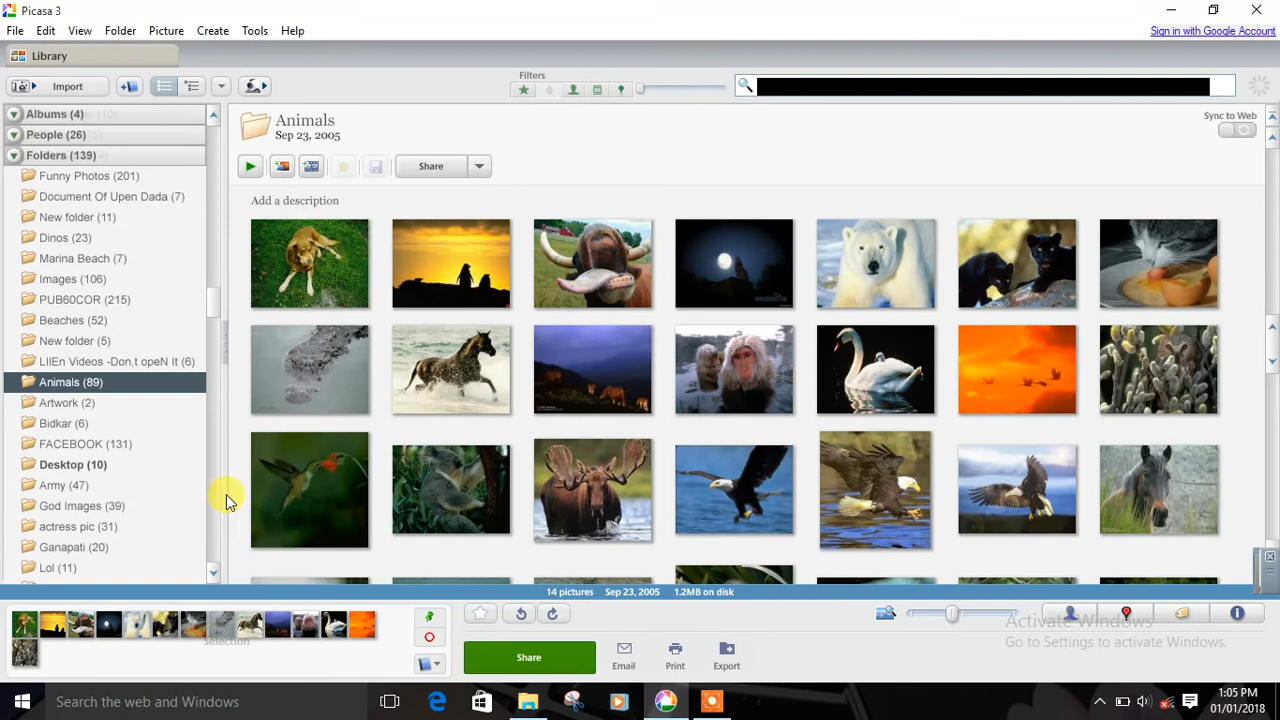 Picasa 3
File Edit View Folder Picture Create Tools Help
Sign in with Google Account
Library
Import
Filters
Albums (4)
People (26)
Folders (139)
Funny Photos (201)
Document Of Upen Dada (7)
New folder (11)
Dinos (23)
Marina Beach (7)
Images (106)
PUB60COR (215)
Beaches (52)
New folder (5)
LIlEn Videos -Don,t opeN It (6)
Animals (89)
Artwork (2)
Bidkar (6)
FACEBOOK (131)
Desktop (10)
Army (47)
God Images (39)
actress pic (31)
Ganapati (20)
Lol (11)
Animals
Sep 23, 2005
Sync to Web
Share
Add a description
14 pictures Sep 23, 2005 1.2MB on disk
Selection
Share
Email
Print
Export
Activate Windows
Go to Settings to activate Windows.
Search the web and Windows
1:05 PM
01/01/2018